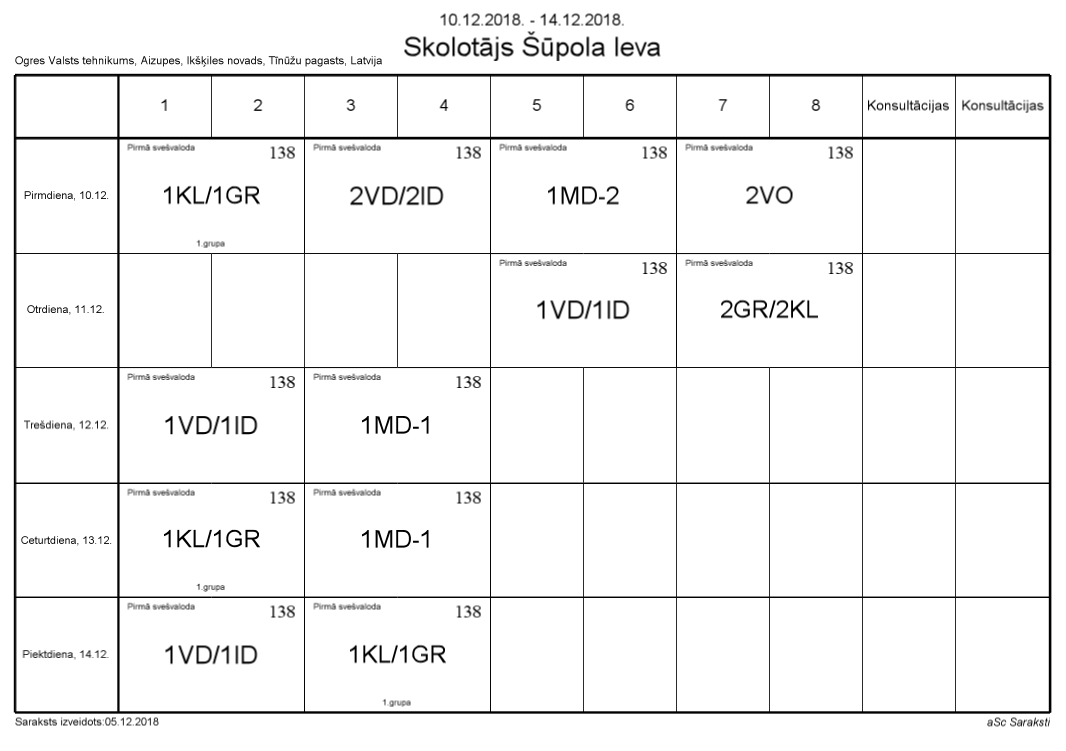 10.12.2018. - 14.12.2018.
Skolotājs Šūpola Ieva
Ogres Valsts tehnikums, Aizupes, Ikšķiles novads, Tīnūžu pagasts, Latvija
1 2 3 4 5 6 7 8 Konsultācijas Konsultācijas
Pirmdiena, 10.12.
Pirmā svešvaloda 138
1KL/1GR
1.grupa
Pirmā svešvaloda 138
2VD/2ID
Pirmā svešvaloda 138
1MD-2
Pirmā svešvaloda 138
2VO
Otrdiena, 11.12.
Pirmā svešvaloda 138
1VD/1ID
Pirmā svešvaloda 138
2GR/2KL
Trešdiena, 12.12.
Pirmā svešvaloda 138
1VD/1ID
Pirmā svešvaloda 138
1MD-1
Ceturtdiena, 13.12.
Pirmā svešvaloda 138
1KL/1GR
1.grupa
Pirmā svešvaloda 138
1MD-1
Piektdiena, 14.12.
Pirmā svešvaloda 138
1VD/1ID
Pirmā svešvaloda 138
1KL/1GR
1.grupa
Saraksts izveidots:05.12.2018
aSc Saraksti